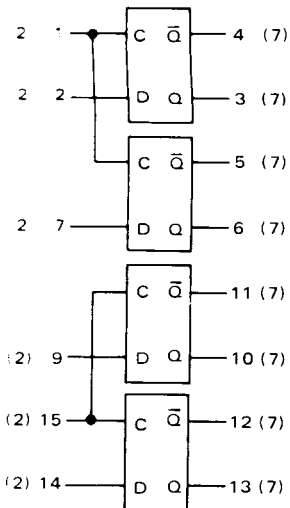 2 1 C Q̅ 4 (7)
2 2 D Q 3 (7)
C Q̅ 5 (7)
2 7 D Q 6 (7)
C Q̅ 11 (7)
(2) 9 D Q 10 (7)
(2) 15 C Q̅ 12 (7)
(2) 14 D Q 13 (7)